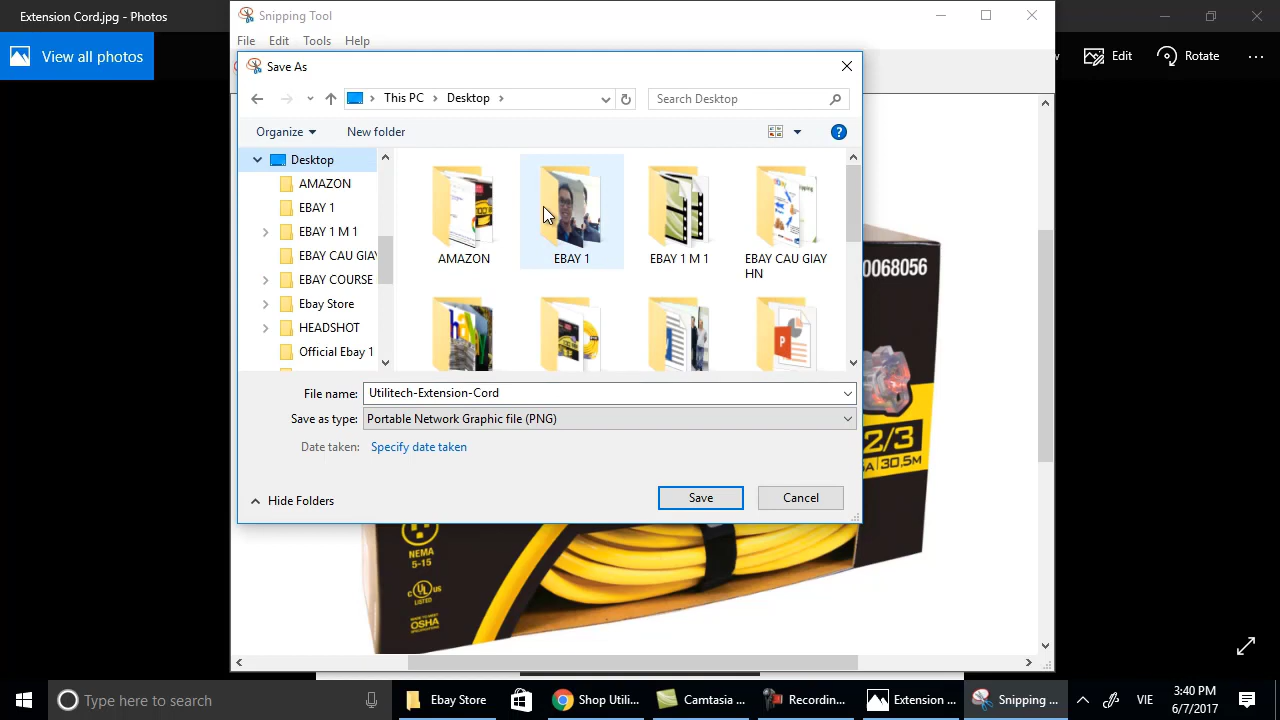 Extension Cord.jpg - Photos
View all photos
Edit
Rotate
Snipping Tool
File Edit Tools Help
Save As
This PC
Desktop
Search Desktop
Organize
New folder
Desktop
AMAZON
EBAY 1
EBAY 1 M 1
EBAY CAU GIAY
EBAY COURSE
Ebay Store
HEADSHOT
Official Ebay 1
AMAZON
EBAY 1
EBAY 1 M 1
EBAY CAU GIAY
HN
File name: Utilitech-Extension-Cord
Save as type: Portable Network Graphic file (PNG)
Date taken: Specify date taken
Hide Folders
Save
Cancel
0068056
2/3
30,5M
NEMA
5-15
LISTED
OSHA
Type here to search
Ebay Store
Shop Utili...
Camtasia ...
Recordin...
Extension ...
Snipping ...
VIE
3:40 PM
6/7/2017